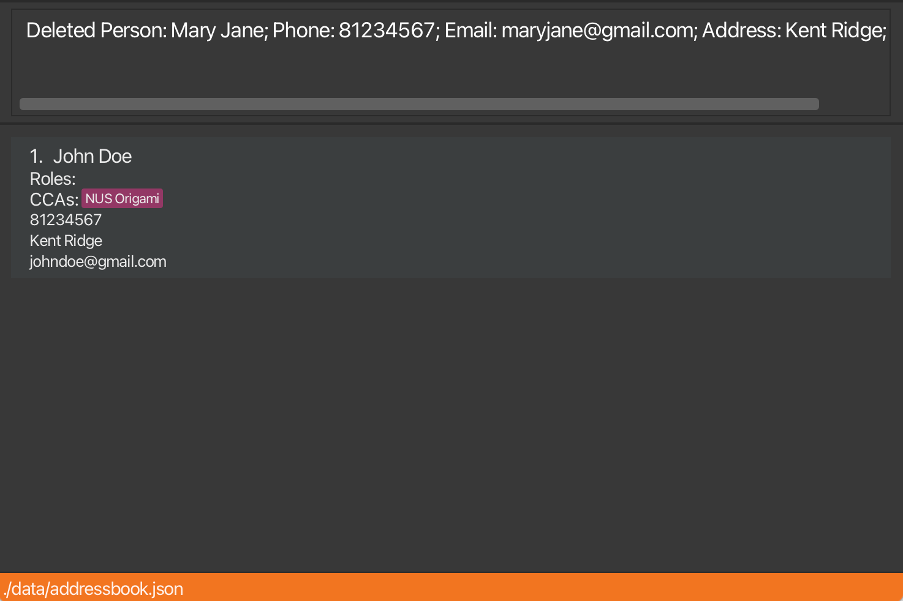 Deleted Person: Mary Jane; Phone: 81234567; Email: maryjane@gmail.com; Address: Kent Ridge;
1. John Doe
Roles:
CCAs: NUS Origami
81234567
Kent Ridge
johndoe@gmail.com
./data/addressbook.json